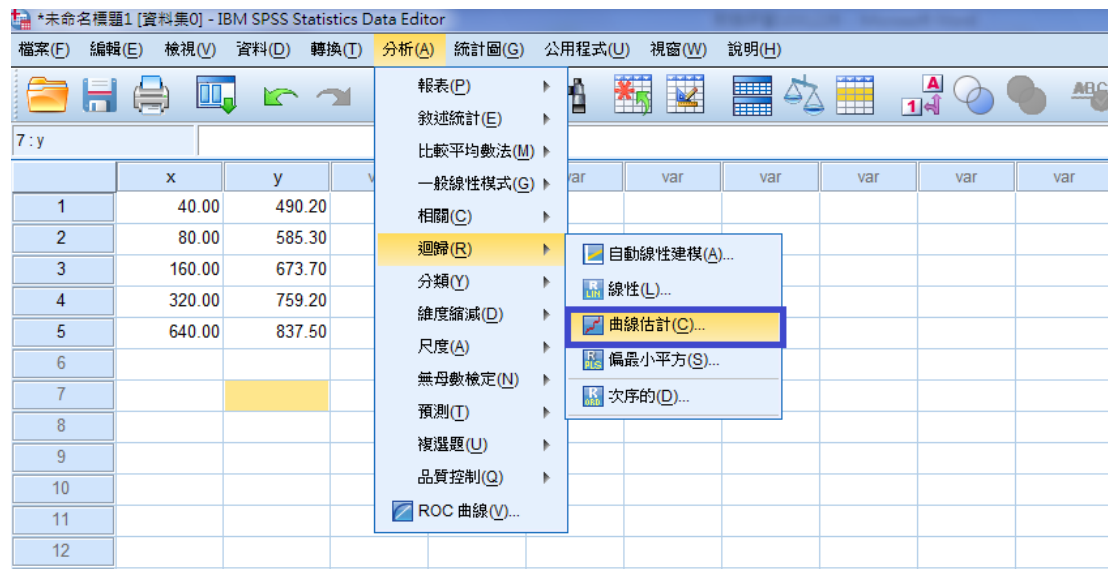 *未命名標題1 [資料集0] - IBM SPSS Statistics Data Editor
檔案(F) 編輯(E) 檢視(V) 資料(D) 轉換(T) 分析(A) 統計圖(G) 公用程式(U) 視窗(W) 說明(H)
報表(P)
敘述統計(E)
比較平均數法(M)
一般線性模式(G)
相關(C)
迴歸(R)
分類(Y)
維度縮減(D)
尺度(A)
無母數檢定(N)
預測(T)
複選題(U)
品質控制(Q)
ROC 曲線(V)...
自動線性建模(A)...
線性(L)...
曲線估計(C)...
偏最小平方(S)...
次序的(D)...
A
1
7 : y
x y var var var var var
1 40.00 490.20
2 80.00 585.30
3 160.00 673.70
4 320.00 759.20
5 640.00 837.50
6
7
8
9
10
11
12